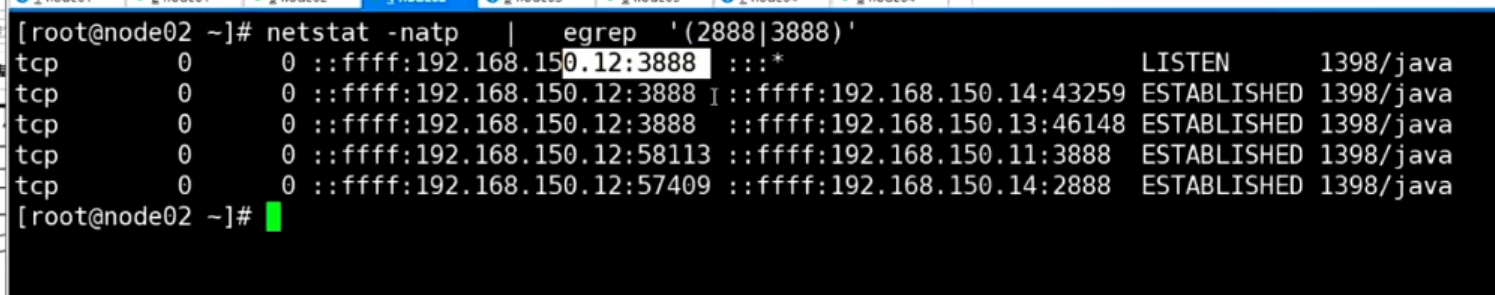 [root@node02 ~]# netstat -natp   |   egrep  '(2888|3888)'
tcp        0      0 ::ffff:192.168.150.12:3888  :::*                        LISTEN      1398/java
tcp        0      0 ::ffff:192.168.150.12:3888  ::ffff:192.168.150.14:43259 ESTABLISHED 1398/java
tcp        0      0 ::ffff:192.168.150.12:3888  ::ffff:192.168.150.13:46148 ESTABLISHED 1398/java
tcp        0      0 ::ffff:192.168.150.12:58113 ::ffff:192.168.150.11:3888  ESTABLISHED 1398/java
tcp        0      0 ::ffff:192.168.150.12:57409 ::ffff:192.168.150.14:2888  ESTABLISHED 1398/java
[root@node02 ~]#